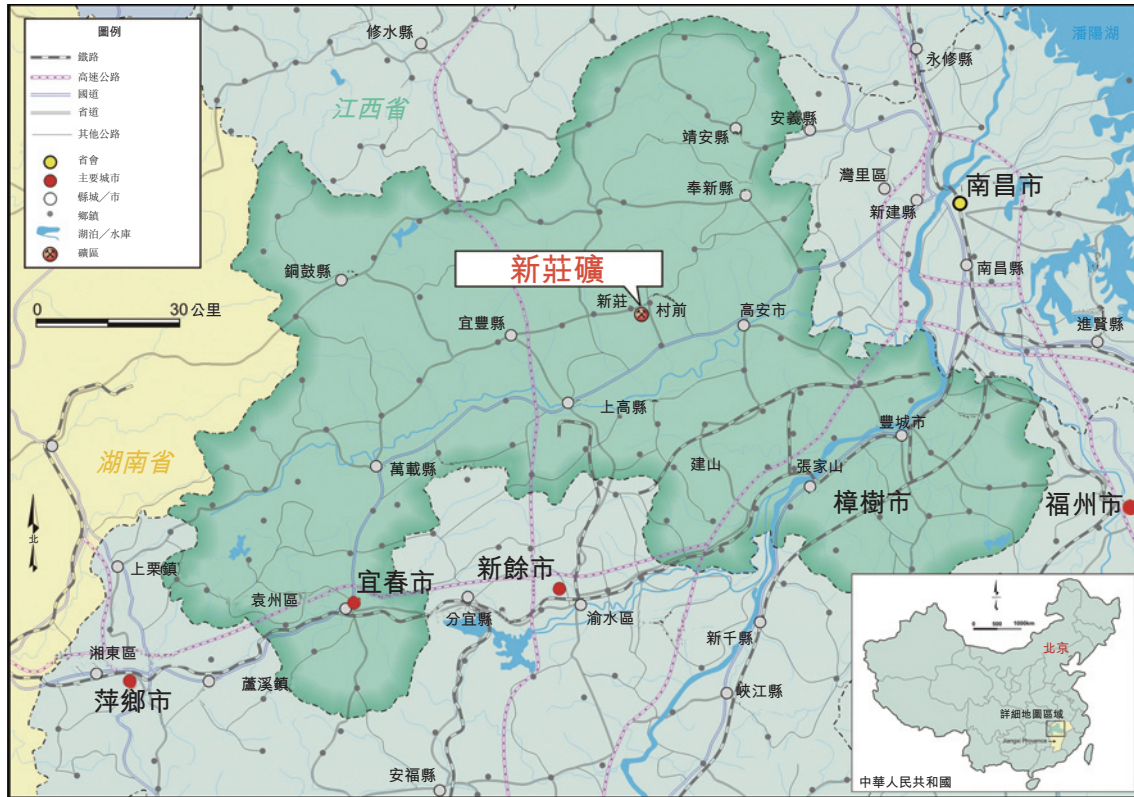 圖例
鐵路
高速公路
國道
省道
其他公路
省會
主要城市
縣城／市
鄉鎮
湖泊／水庫
礦區
0 30公里
北
修水縣
永修縣
潘陽湖
江西省
靖安縣
安義縣
灣里區
奉新縣
新建縣
南昌市
新莊礦
銅鼓縣
南昌縣
新莊
村前
高安市
宜豐縣
進賢縣
上高縣
豐城市
湖南省
萬載縣
建山
張家山
樟樹市
福州市
上栗鎮
宜春市
新餘市
袁州區
分宜縣
渝水區
新千縣
湘東區
蘆溪鎮
萍鄉市
峽江縣
安福縣
0 500 1000km
北京
詳細地圖區域
Jiangxi Province
中華人民共和國